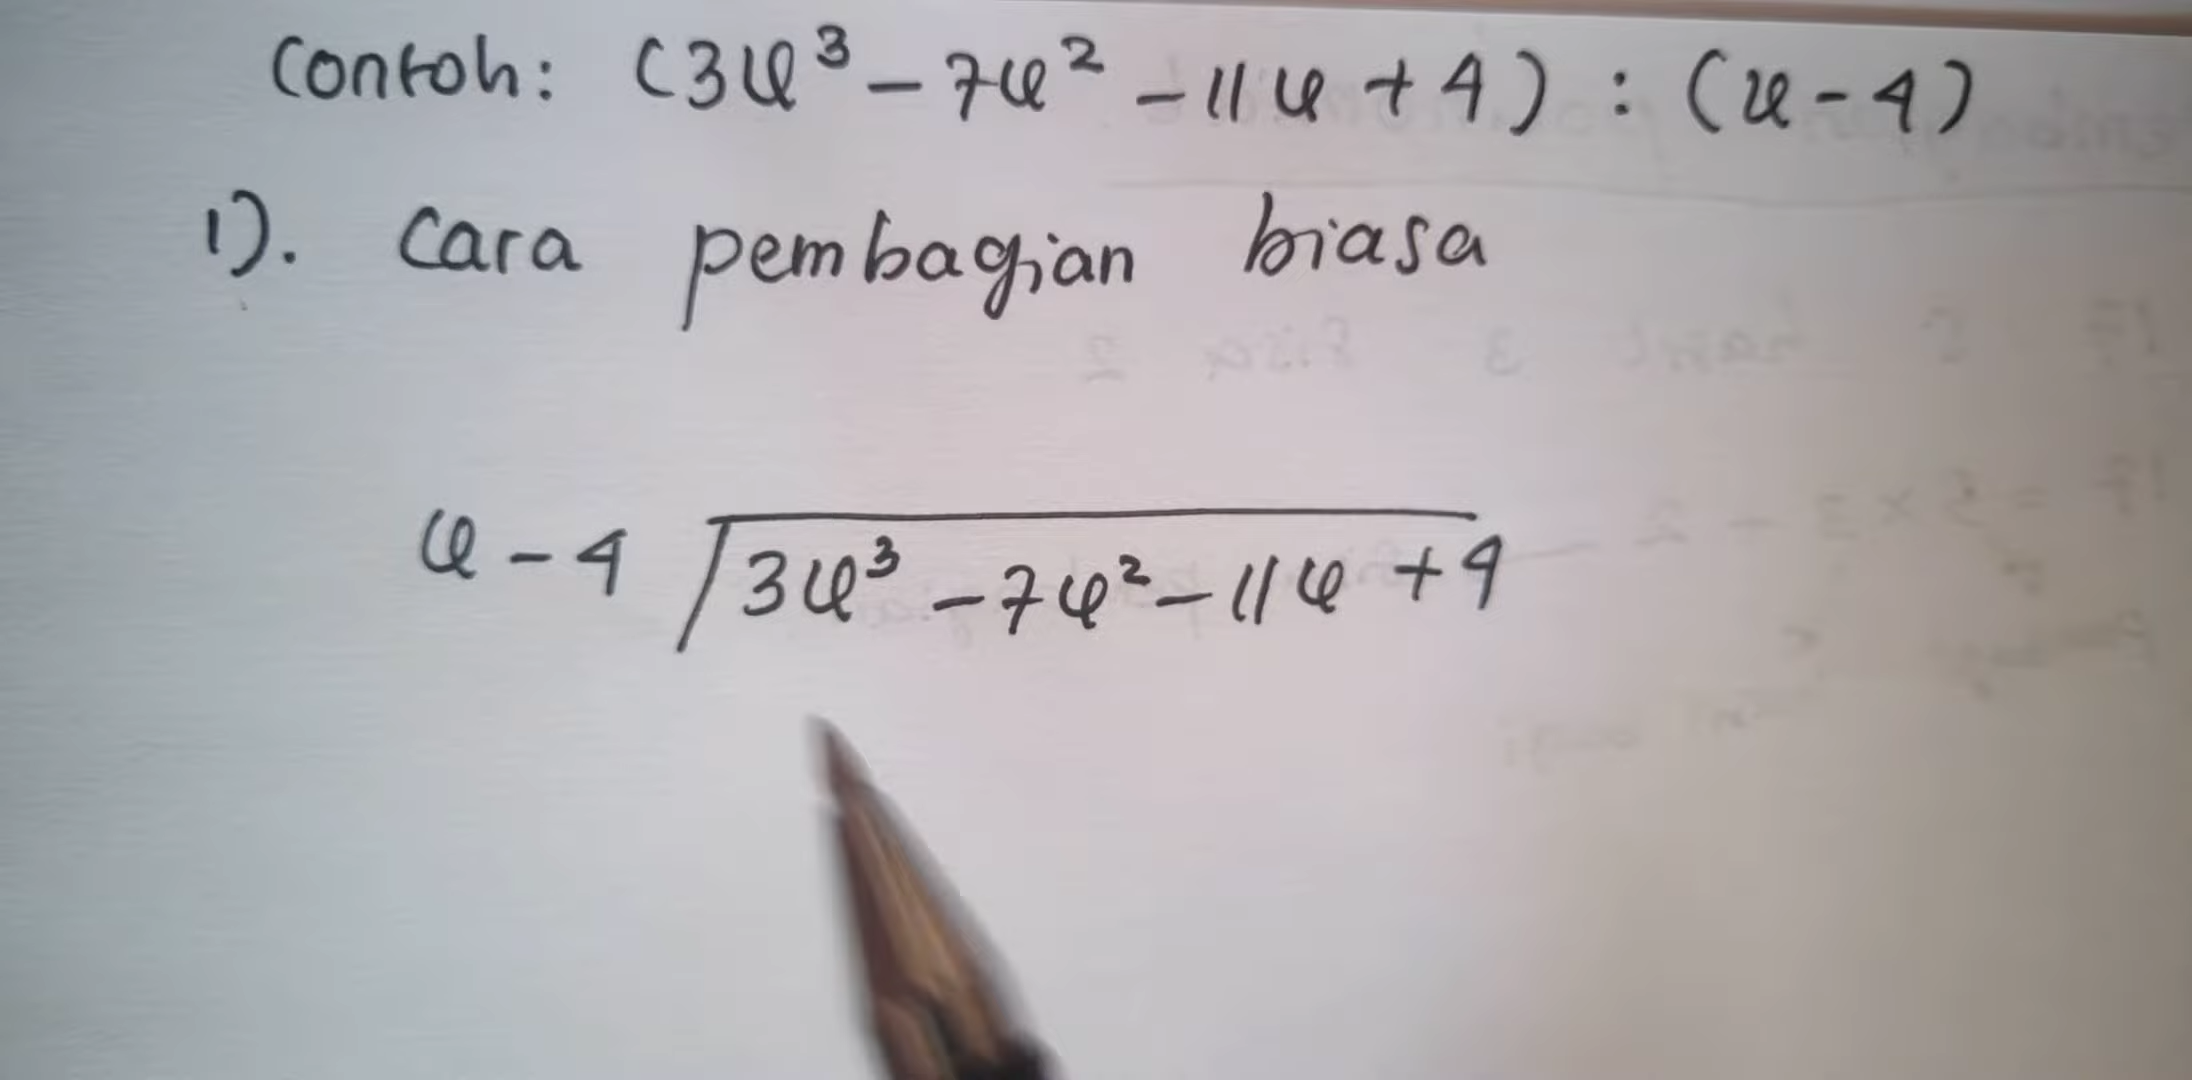 Contoh: (3x³ - 7x² - 11x + 4) : (x - 4)
1). Cara pembagian biasa
x - 4 √3x³ - 7x² - 11x + 4